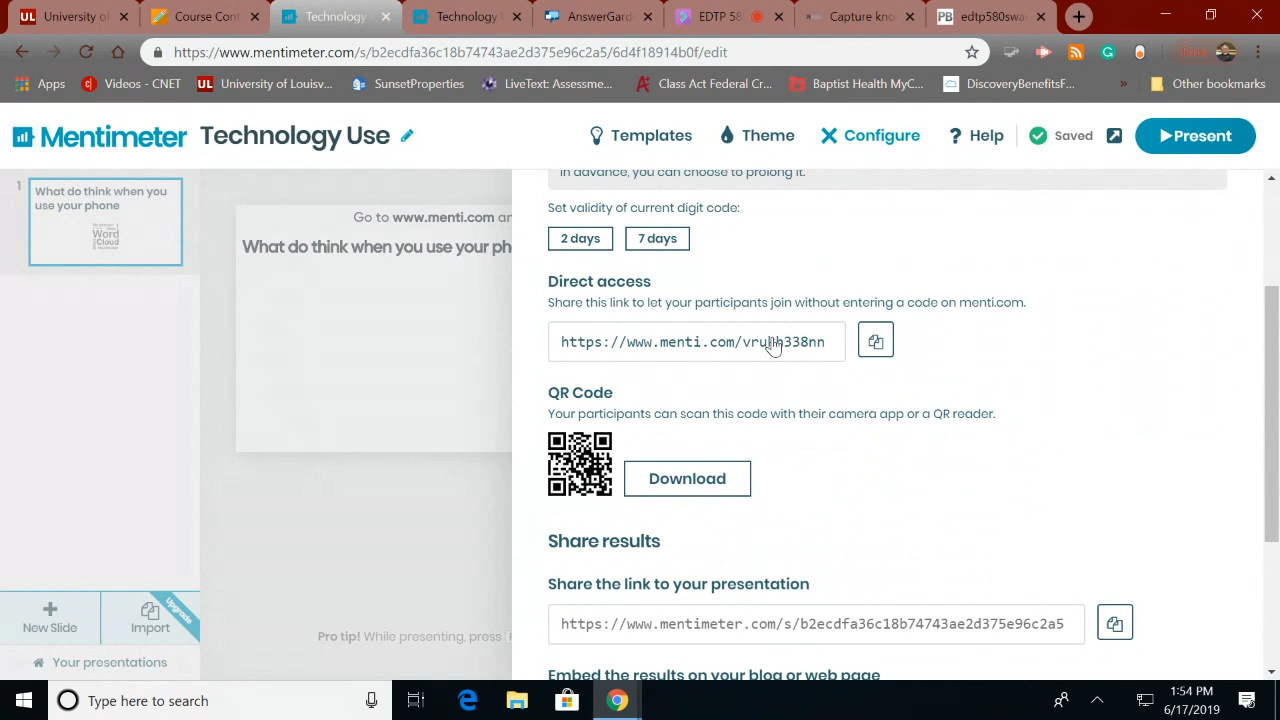 University of
Course Cont
Technology
Technology
AnswerGard
EDTP 580
Capture kno
PB edtp580swa
https://www.mentimeter.com/s/b2ecdfa36c18b74743ae2d375e96c2a5/6d4f18914b0f/edit
Apps
Videos - CNET
University of Louisv...
SunsetProperties
LiveText: Assessme...
Class Act Federal Cr...
Baptist Health MyC...
DiscoveryBenefitsF...
»
Other bookmarks
Mentimeter
Technology Use
Templates
Theme
Configure
? Help
Saved
Present
1
What do think when you
use your phone
Word
Cloud
Go to www.menti.com an
What do think when you use your ph
in advance, you can choose to prolong it.
Set validity of current digit code:
2 days
7 days
Direct access
Share this link to let your participants join without entering a code on menti.com.
QR Code
Your participants can scan this code with their camera app or a QR reader.
Download
Share results
Share the link to your presentation
https://www.mentimeter.com/s/b2ecdfa36c18b74743ae2d375e96c2a5
Embed the results on your blog or web page
New Slide
Import
Upgrade
Your presentations
Pro tip! While presenting, press
Type here to search
1:54 PM
6/17/2019